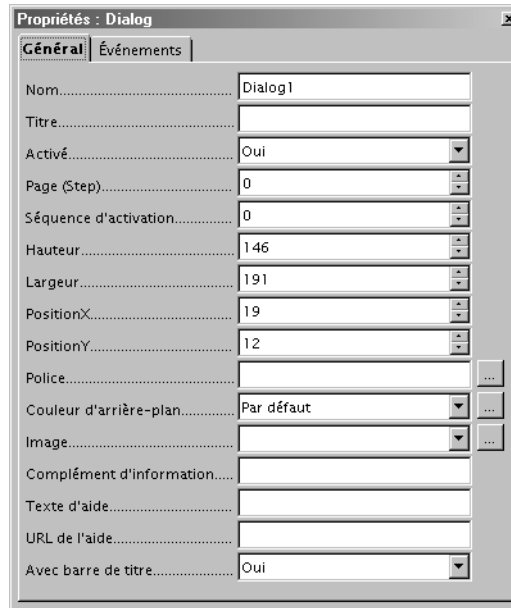 Propriétés : Dialog
Général Événements
Nom........................................ Dialog1
Titre........................................
Activé...................................... Oui
Page (Step)............................. 0
Séquence d'activation.............. 0
Hauteur................................... 146
Largeur................................... 191
PositionX................................. 19
PositionY................................. 12
Police...................................... ...
Couleur d'arrière-plan............ Par défaut ...
Image...................................... ...
Complément d'information.....
Texte d'aide.............................
URL de l'aide...........................
Avec barre de titre.................... Oui